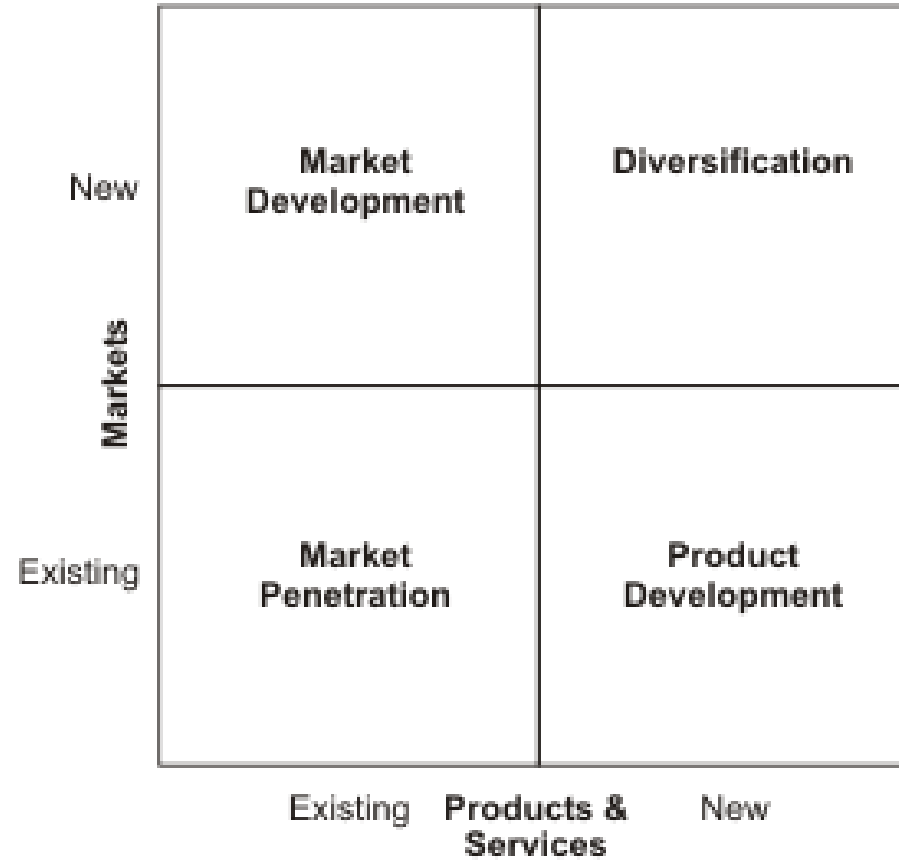 Market
Development
Diversification
New
Markets
Existing
Market
Penetration
Product
Development
Existing
Products &
Services
New